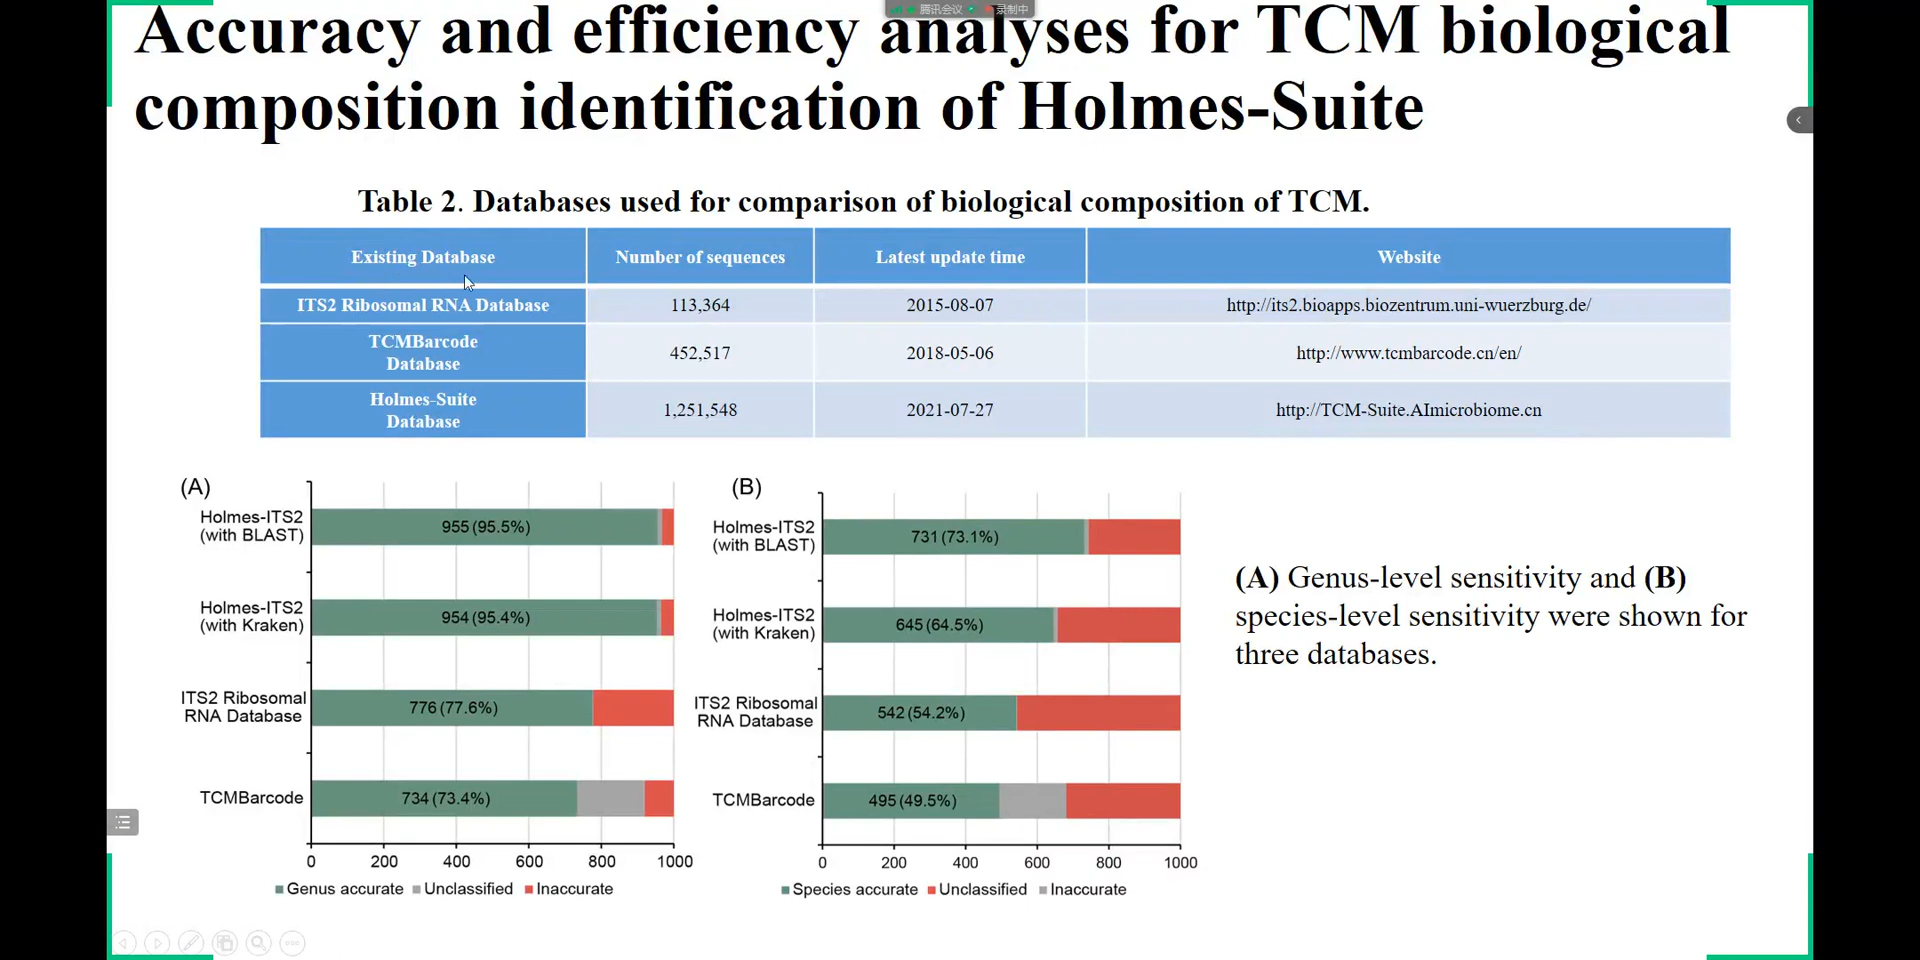 腾讯会议 录制中
Accuracy and efficiency analyses for TCM biological
composition identification of Holmes-Suite
Table 2. Databases used for comparison of biological composition of TCM.
Existing Database Number of sequences Latest update time Website
ITS2 Ribosomal RNA Database 113,364 2015-08-07 http://its2.bioapps.biozentrum.uni-wuerzburg.de/
TCMBarcode
Database 452,517 2018-05-06 http://www.tcmbarcode.cn/en/
Holmes-Suite
Database 1,251,548 2021-07-27 http://TCM-Suite.AImicrobiome.cn
(A)
Holmes-ITS2
(with BLAST) 955 (95.5%)
Holmes-ITS2
(with Kraken) 954 (95.4%)
ITS2 Ribosomal
RNA Database 776 (77.6%)
TCMBarcode 734 (73.4%)
0 200 400 600 800 1000
Genus accurate Unclassified Inaccurate
(B)
Holmes-ITS2
(with BLAST) 731 (73.1%)
Holmes-ITS2
(with Kraken) 645 (64.5%)
ITS2 Ribosomal
RNA Database 542 (54.2%)
TCMBarcode 495 (49.5%)
0 200 400 600 800 1000
Species accurate Unclassified Inaccurate
(A) Genus-level sensitivity and (B)
species-level sensitivity were shown for
three databases.